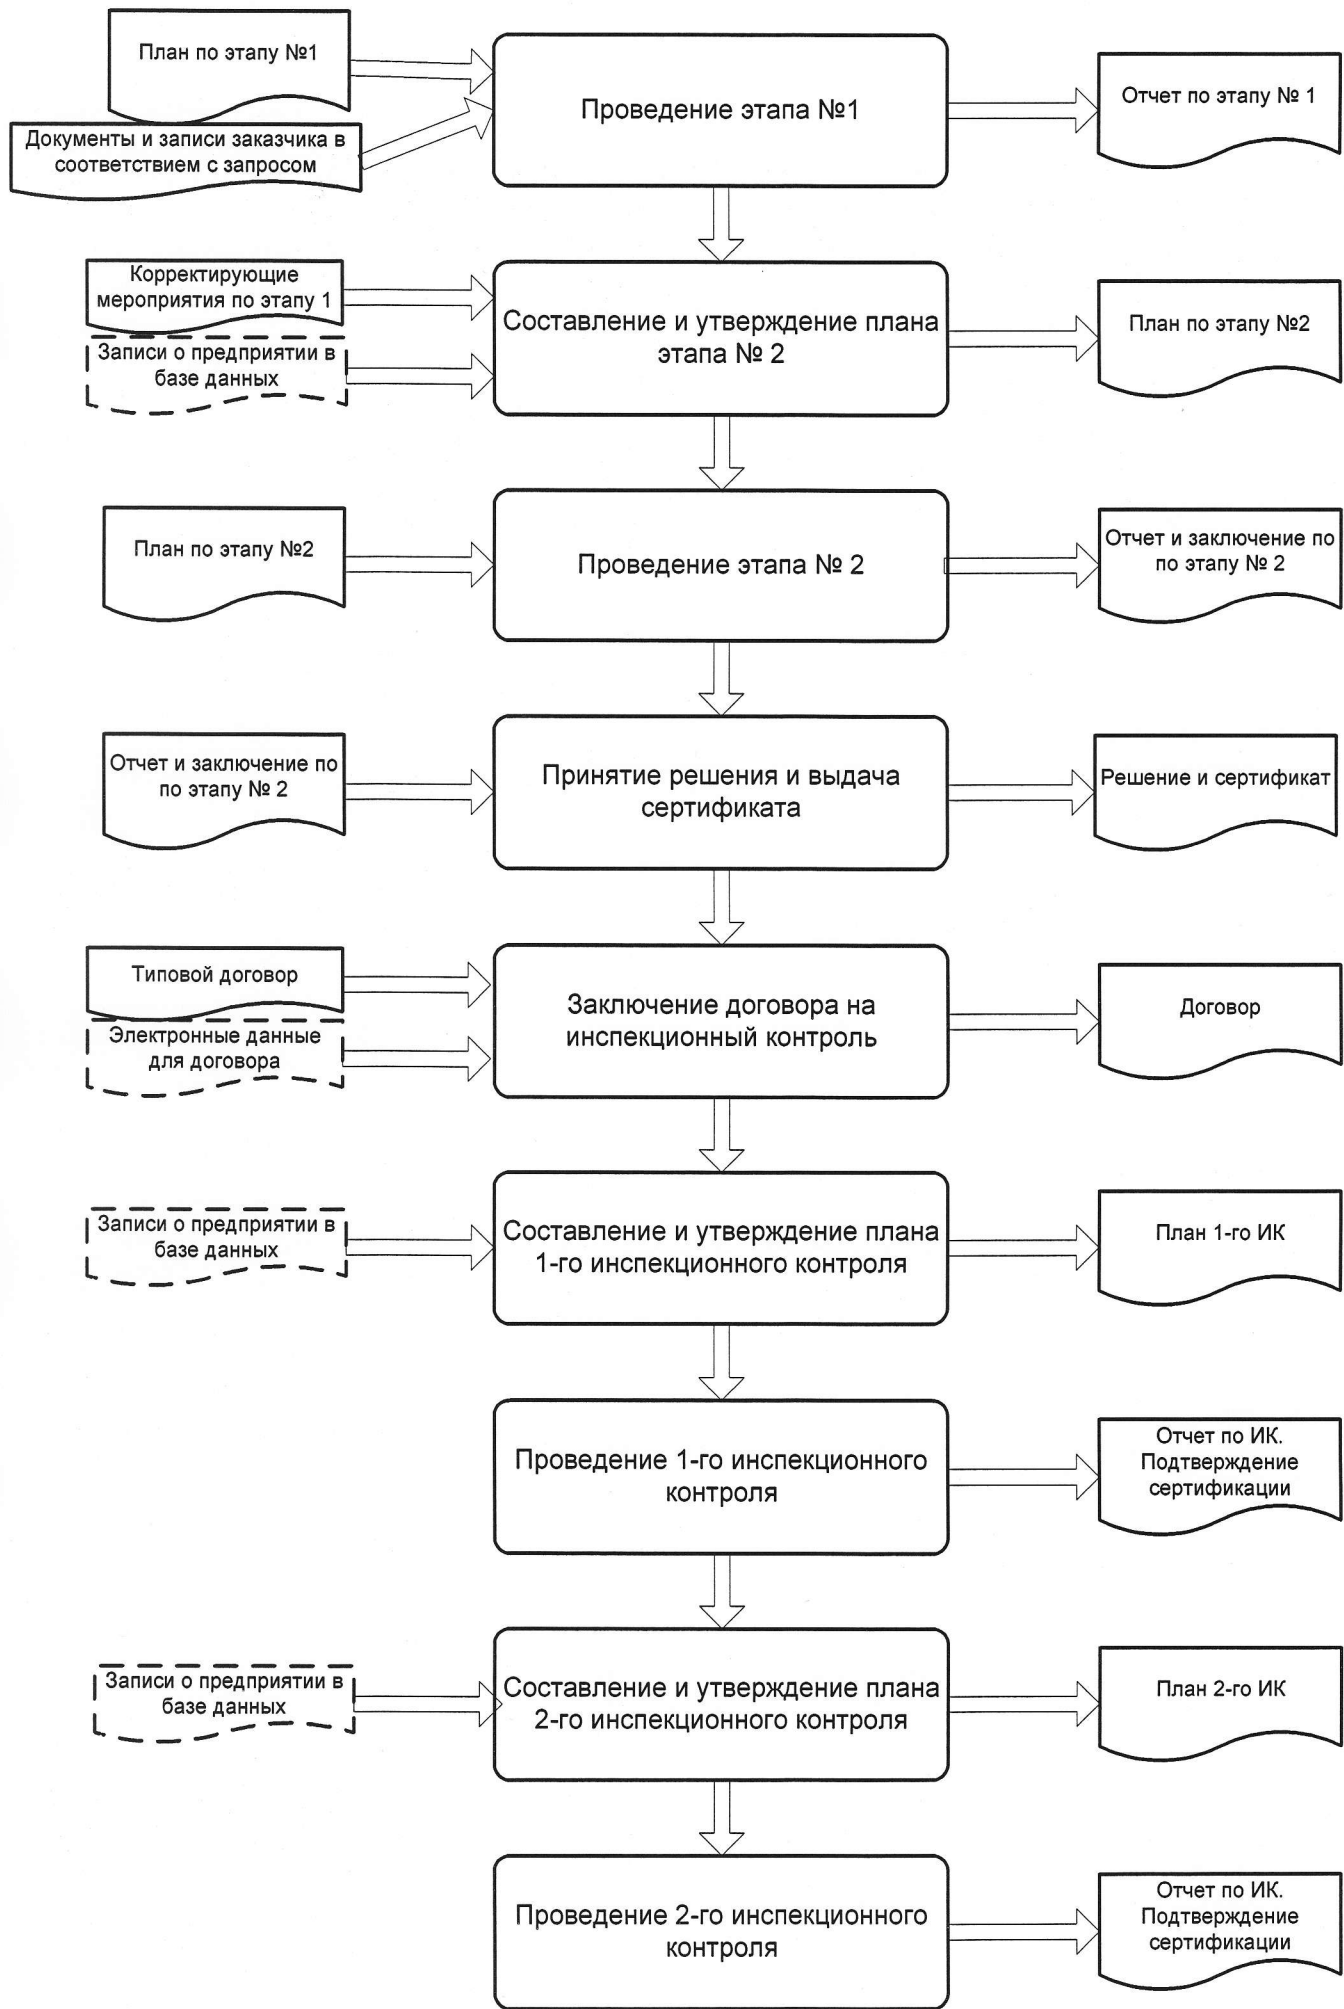 План по этапу №1
Документы и записи заказчика в
соответствием с запросом
Проведение этапа №1
Отчет по этапу № 1
Корректирующие
мероприятия по этапу 1
Записи о предприятии в
базе данных
Составление и утверждение плана
этапа № 2
План по этапу №2
План по этапу №2
Проведение этапа № 2
Отчет и заключение по
по этапу № 2
Отчет и заключение по
по этапу № 2
Принятие решения и выдача
сертификата
Решение и сертификат
Типовой договор
Электронные данные
для договора
Заключение договора на
инспекционный контроль
Договор
Записи о предприятии в
базе данных
Составление и утверждение плана
1-го инспекционного контроля
План 1-го ИК
Проведение 1-го инспекционного
контроля
Отчет по ИК.
Подтверждение
сертификации
Записи о предприятии в
базе данных
Составление и утверждение плана
2-го инспекционного контроля
План 2-го ИК
Проведение 2-го инспекционного
контроля
Отчет по ИК.
Подтверждение
сертификации